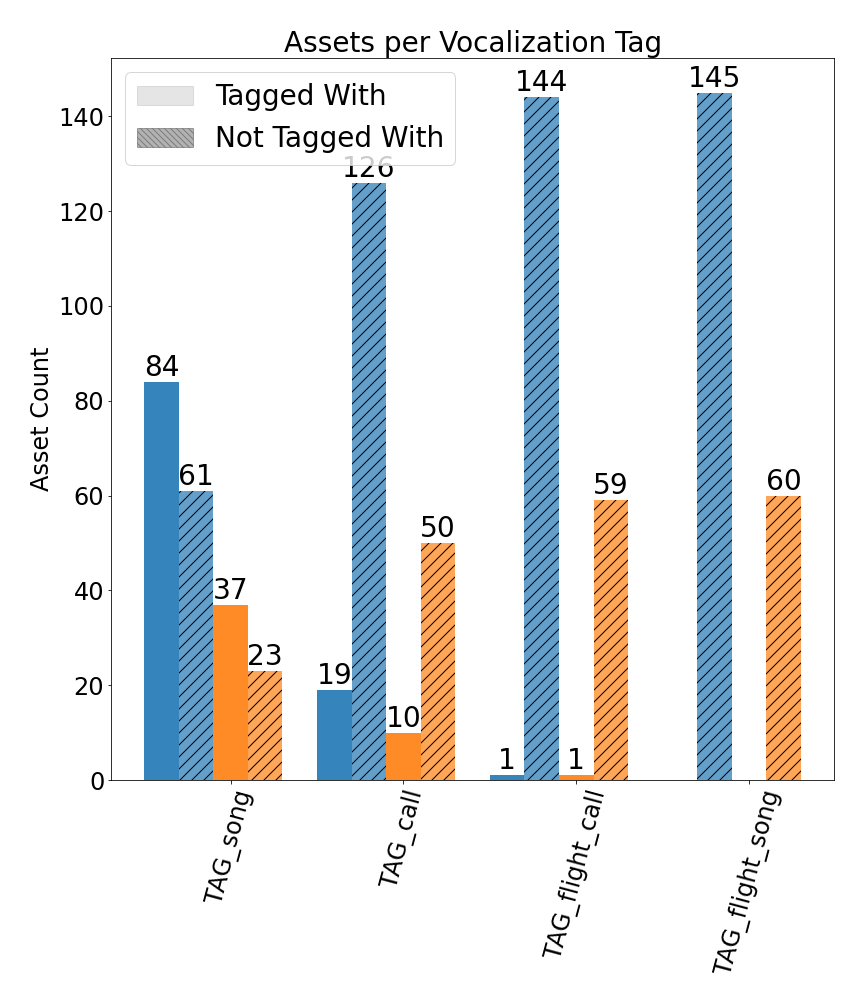 Assets per Vocalization Tag
Tagged With
Not Tagged With
Asset Count
140
120
100
80
60
40
20
0
84
61
37
23
19
126
10
50
1
144
1
59
145
60
TAG_song
TAG_call
TAG_flight_call
TAG_flight_song